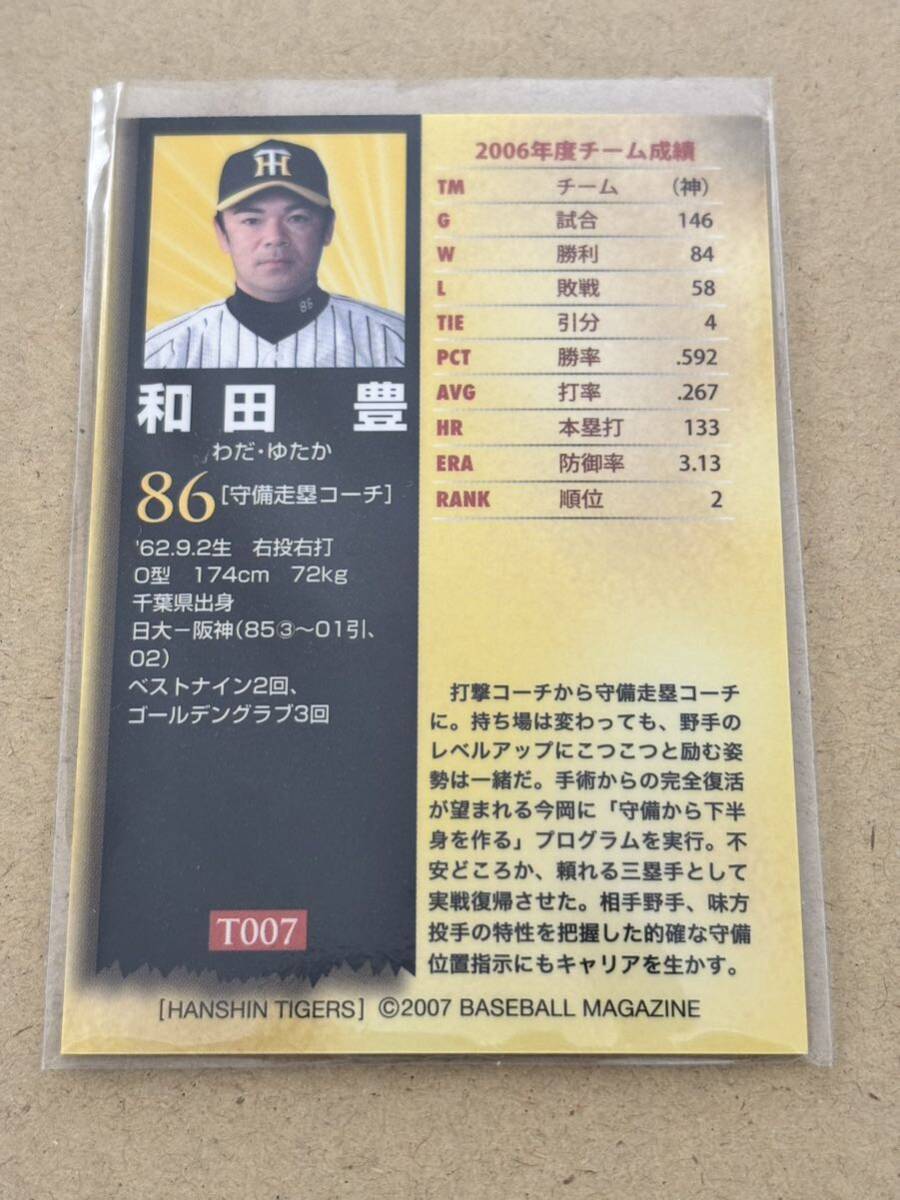 TH
86
和田 豊
わだ・ゆたか
86 [守備走塁コーチ]
'62.9.2生 右投右打
O型 174cm 72kg
千葉県出身
日大ー阪神(85③〜01引、
02)
ベストナイン2回、
ゴールデングラブ3回
T007
2006年度チーム成績
TM チーム (神)
G 試合 146
W 勝利 84
L 敗戦 58
TIE 引分 4
PCT 勝率 .592
AVG 打率 .267
HR 本塁打 133
ERA 防御率 3.13
RANK 順位 2
打撃コーチから守備走塁コーチ
に。持ち場は変わっても、野手の
レベルアップにこつこつと励む姿
勢は一緒だ。手術からの完全復活
が望まれる今岡に「守備から下半
身を作る」プログラムを実行。不
安どころか、頼れる三塁手として
実戦復帰させた。相手野手、味方
投手の特性を把握した的確な守備
位置指示にもキャリアを生かす。
[HANSHIN TIGERS] ©2007 BASEBALL MAGAZINE